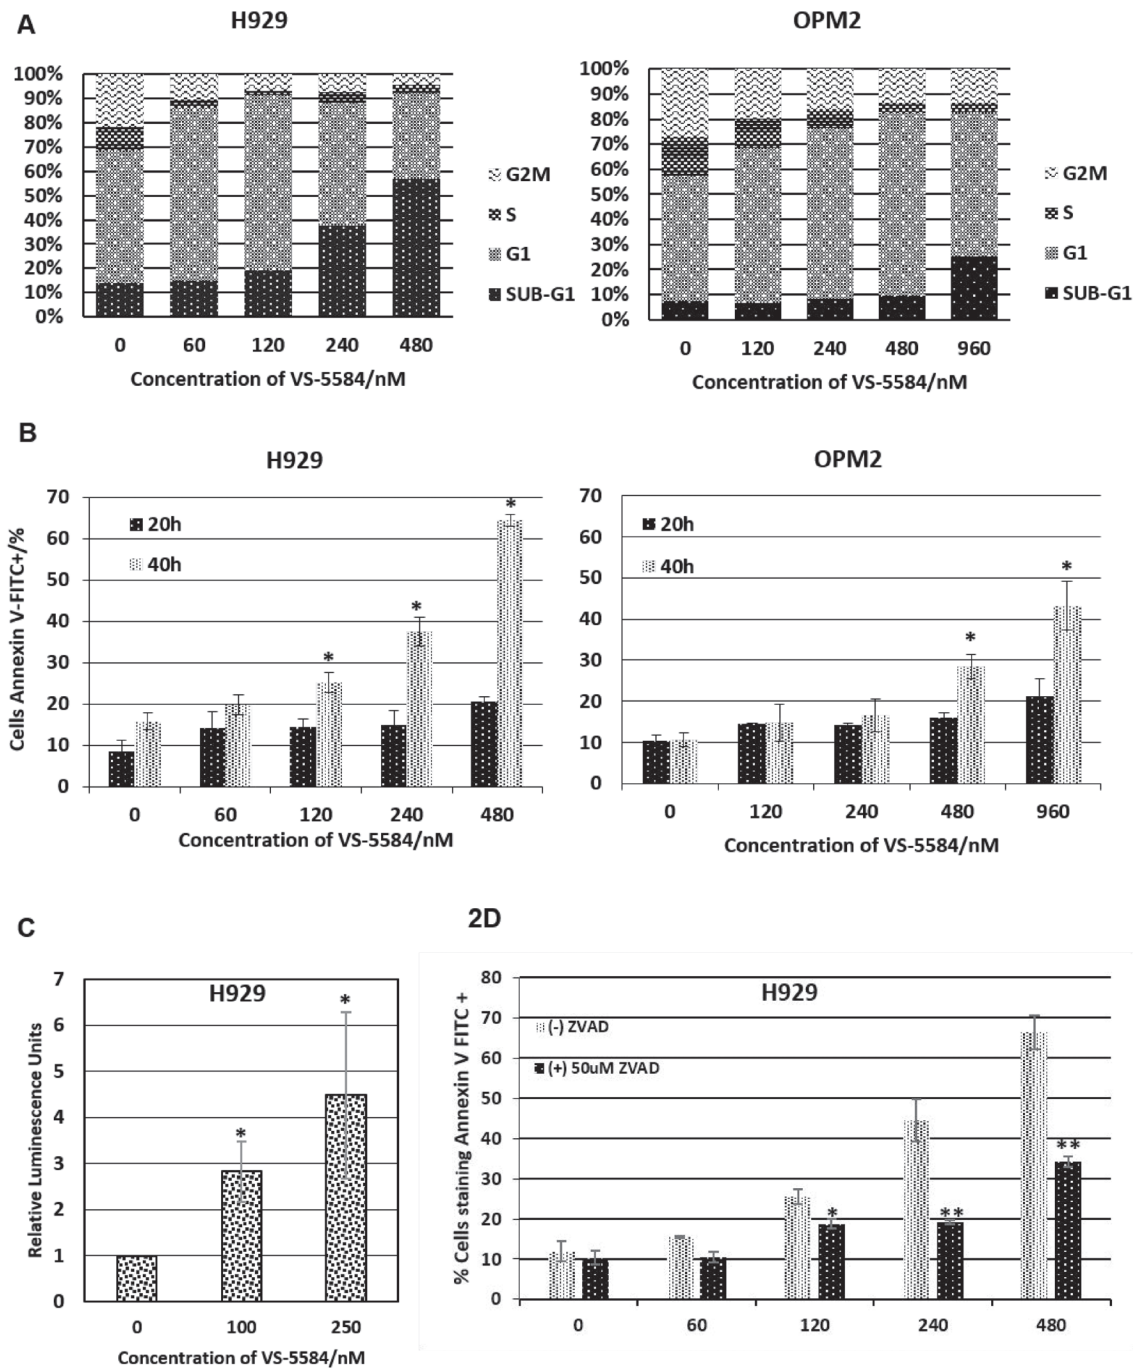 A
H929
100%
90%
80%
70%
60%
50%
40%
30%
20%
10%
0%
G2M
S
G1
SUB-G1
0 60 120 240 480
Concentration of VS-5584/nM
OPM2
100%
90%
80%
70%
60%
50%
40%
30%
20%
10%
0%
G2M
S
G1
SUB-G1
0 120 240 480 960
Concentration of VS-5584/nM
B
H929
Cells Annexin V-FITC+/%
70
60
50
40
30
20
10
0
20h
40h
*
*
*
0 60 120 240 480
Concentration of VS-5584/nM
OPM2
70
60
50
40
30
20
10
0
20h
40h
*
*
0 120 240 480 960
Concentration of VS-5584/nM
C
H929
Relative Luminescence Units
7
6
5
4
3
2
1
0
*
*
0 100 250
Concentration of VS-5584/nM
2D
H929
% Cells staining Annexin V FITC +
80
70
60
50
40
30
20
10
0
(-) ZVAD
(+) 50uM ZVAD
*
**
**
0 60 120 240 480